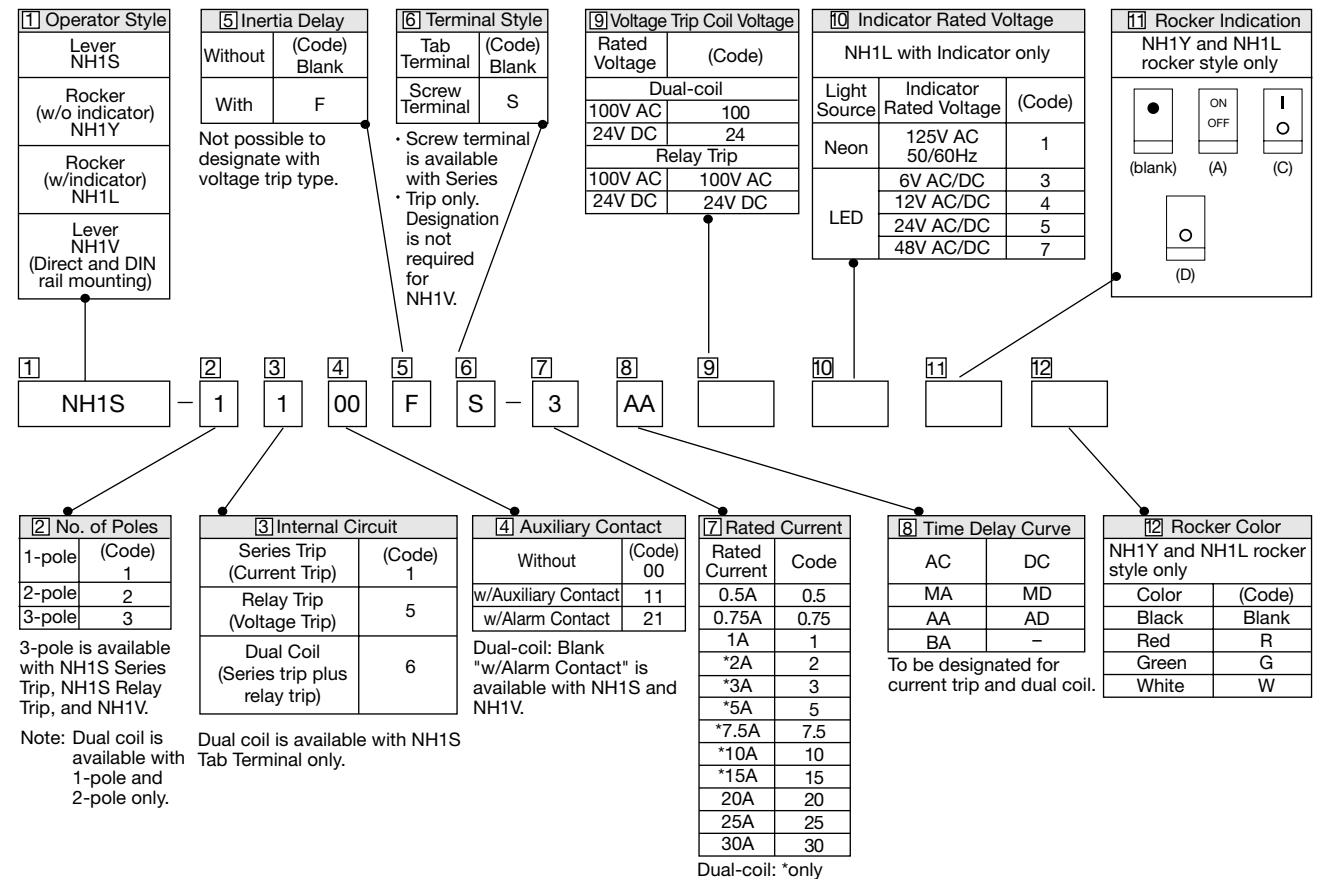 1 Operator Style
Lever
NH1S
Rocker
(w/o indicator)
NH1Y
Rocker
(w/indicator)
NH1L
Lever
NH1V
(Direct and DIN
rail mounting)
5 Inertia Delay
Without (Code)
Blank
With F
Not possible to
designate with
voltage trip type.
6 Terminal Style
Tab
Terminal (Code)
Blank
Screw
Terminal S
・Screw terminal
is available
with Series
・Trip only.
Designation
is not
required
for
NH1V.
9 Voltage Trip Coil Voltage
Rated
Voltage (Code)
Dual-coil
100V AC 100
24V DC 24
Relay Trip
100V AC 100V AC
24V DC 24V DC
10 Indicator Rated Voltage
NH1L with Indicator only
Light
Source Indicator
Rated Voltage (Code)
Neon 125V AC
50/60Hz 1
LED 6V AC/DC 3
12V AC/DC 4
24V AC/DC 5
48V AC/DC 7
11 Rocker Indication
NH1Y and NH1L
rocker style only
ON
OFF
(blank) (A) (C)
(D)
1 2 3 4 5 6 7 8 9 10 11 12
NH1S – 1 1 00 F S – 3 AA
2 No. of Poles
1-pole (Code)
1
2-pole 2
3-pole 3
3-pole is available
with NH1S Series
Trip, NH1S Relay
Trip, and NH1V.
Note: Dual coil is
available with
1-pole and
2-pole only.
3 Internal Circuit
Series Trip
(Current Trip) (Code)
1
Relay Trip
(Voltage Trip) 5
Dual Coil
(Series trip plus
relay trip) 6
Dual coil is available with NH1S
Tab Terminal only.
4 Auxiliary Contact
Without (Code)
00
w/Auxiliary Contact 11
w/Alarm Contact 21
Dual-coil: Blank
"w/Alarm Contact" is
available with NH1S and
NH1V.
7 Rated Current
Rated
Current Code
0.5A 0.5
0.75A 0.75
1A 1
*2A 2
*3A 3
*5A 5
*7.5A 7.5
*10A 10
*15A 15
20A 20
25A 25
30A 30
Dual-coil: *only
8 Time Delay Curve
AC DC
MA MD
AA AD
BA –
To be designated for
current trip and dual coil.
12 Rocker Color
NH1Y and NH1L rocker
style only
Color (Code)
Black Blank
Red R
Green G
White W